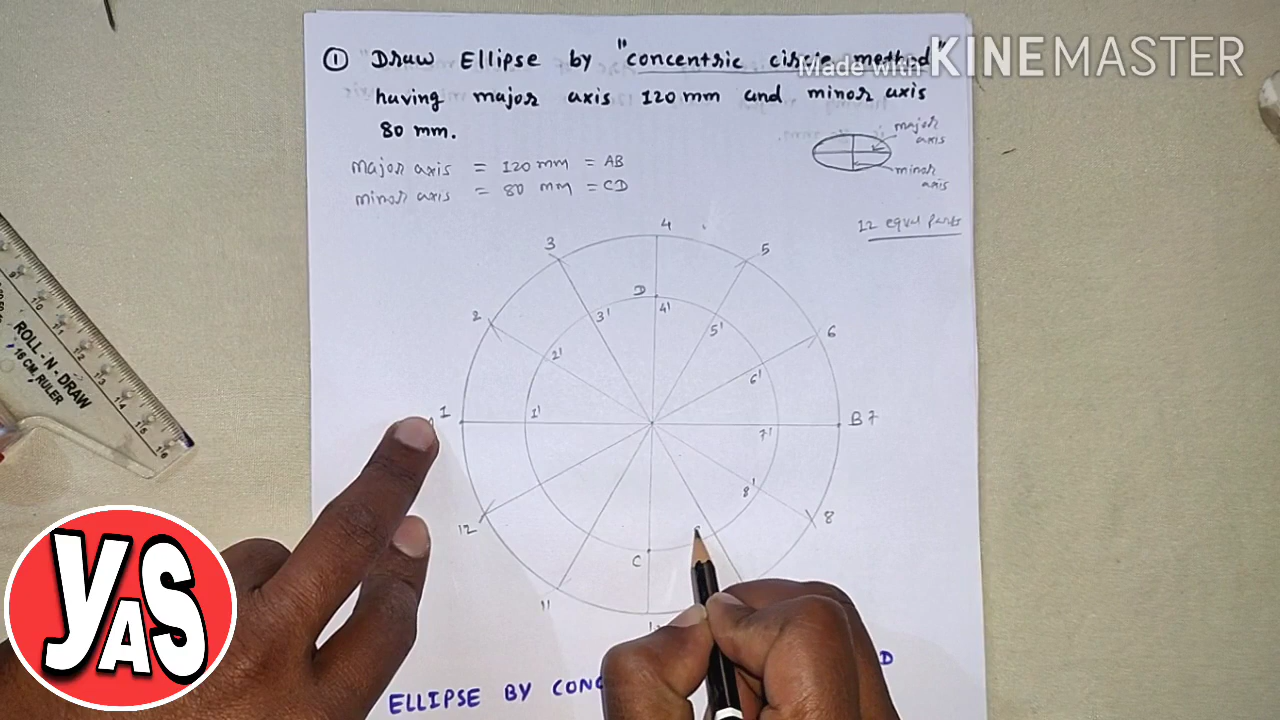 ① Draw Ellipse by "concentric circle method"
having major axis 120 mm and minor axis
80 mm.
Made with KINEMASTER
major axis = 120 mm = AB
minor axis = 80 mm = CD
major
axis
minor
axis
12 equal parts
3
4
5
2
D
3'
4'
5'
6
2'
6'
1
1'
7'
B 7
8'
8
12
C
11
ROLL-N-DRAW
16 CM. RULER
YAS
ELLIPSE BY CONC
D